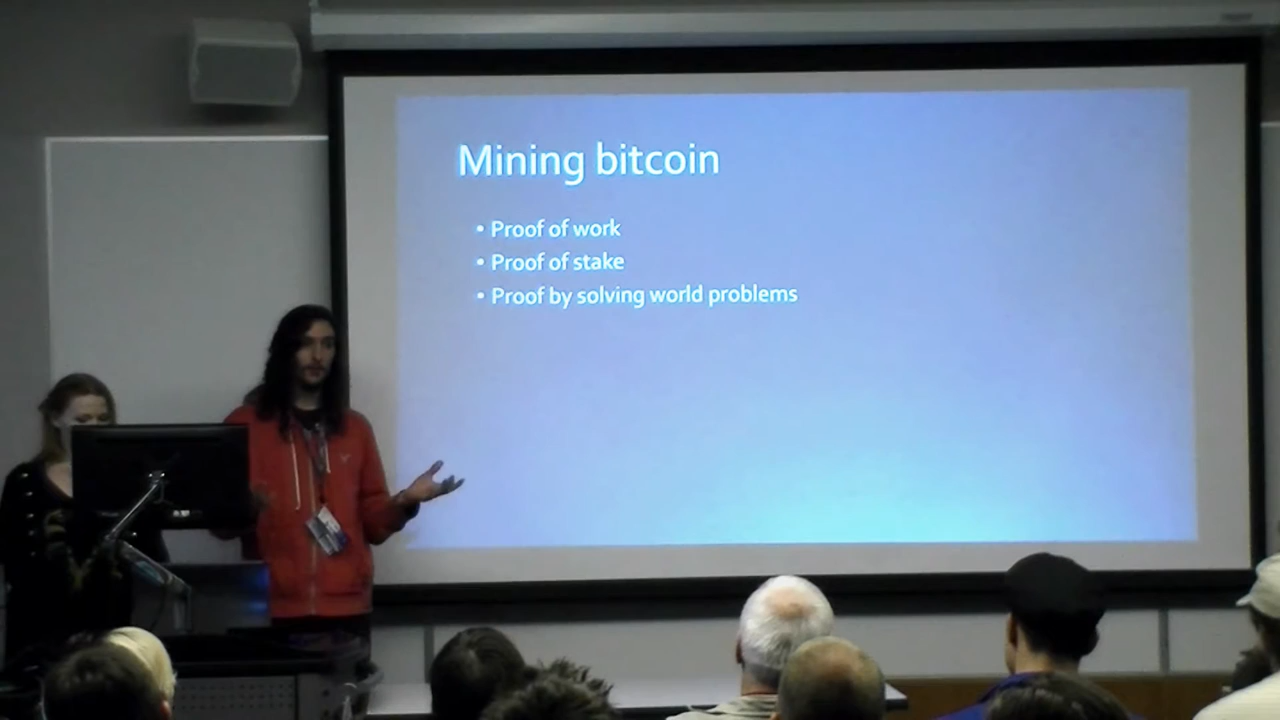 Mining bitcoin
• Proof of work
• Proof of stake
• Proof by solving world problems